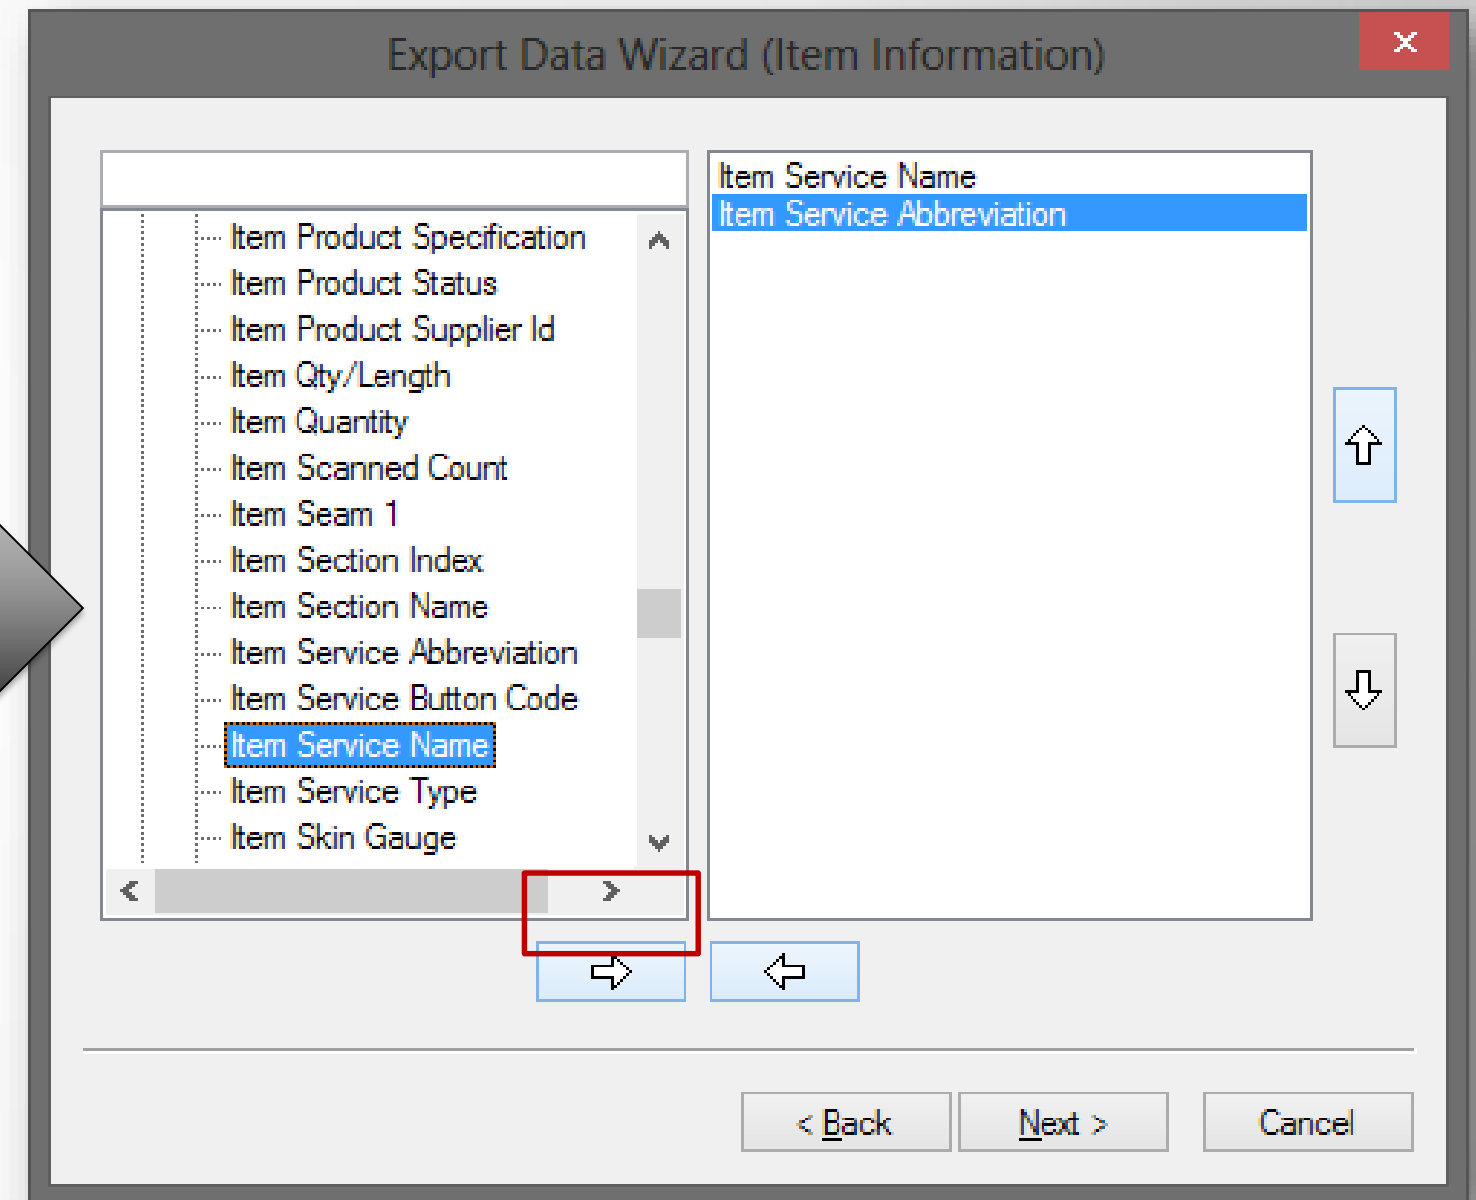 Export Data Wizard (Item Information)
Item Product Specification
Item Product Status
Item Product Supplier Id
Item Qty/Length
Item Quantity
Item Scanned Count
Item Seam 1
Item Section Index
Item Section Name
Item Service Abbreviation
Item Service Button Code
Item Service Name
Item Service Type
Item Skin Gauge
Item Service Name
Item Service Abbreviation
< Back
Next >
Cancel